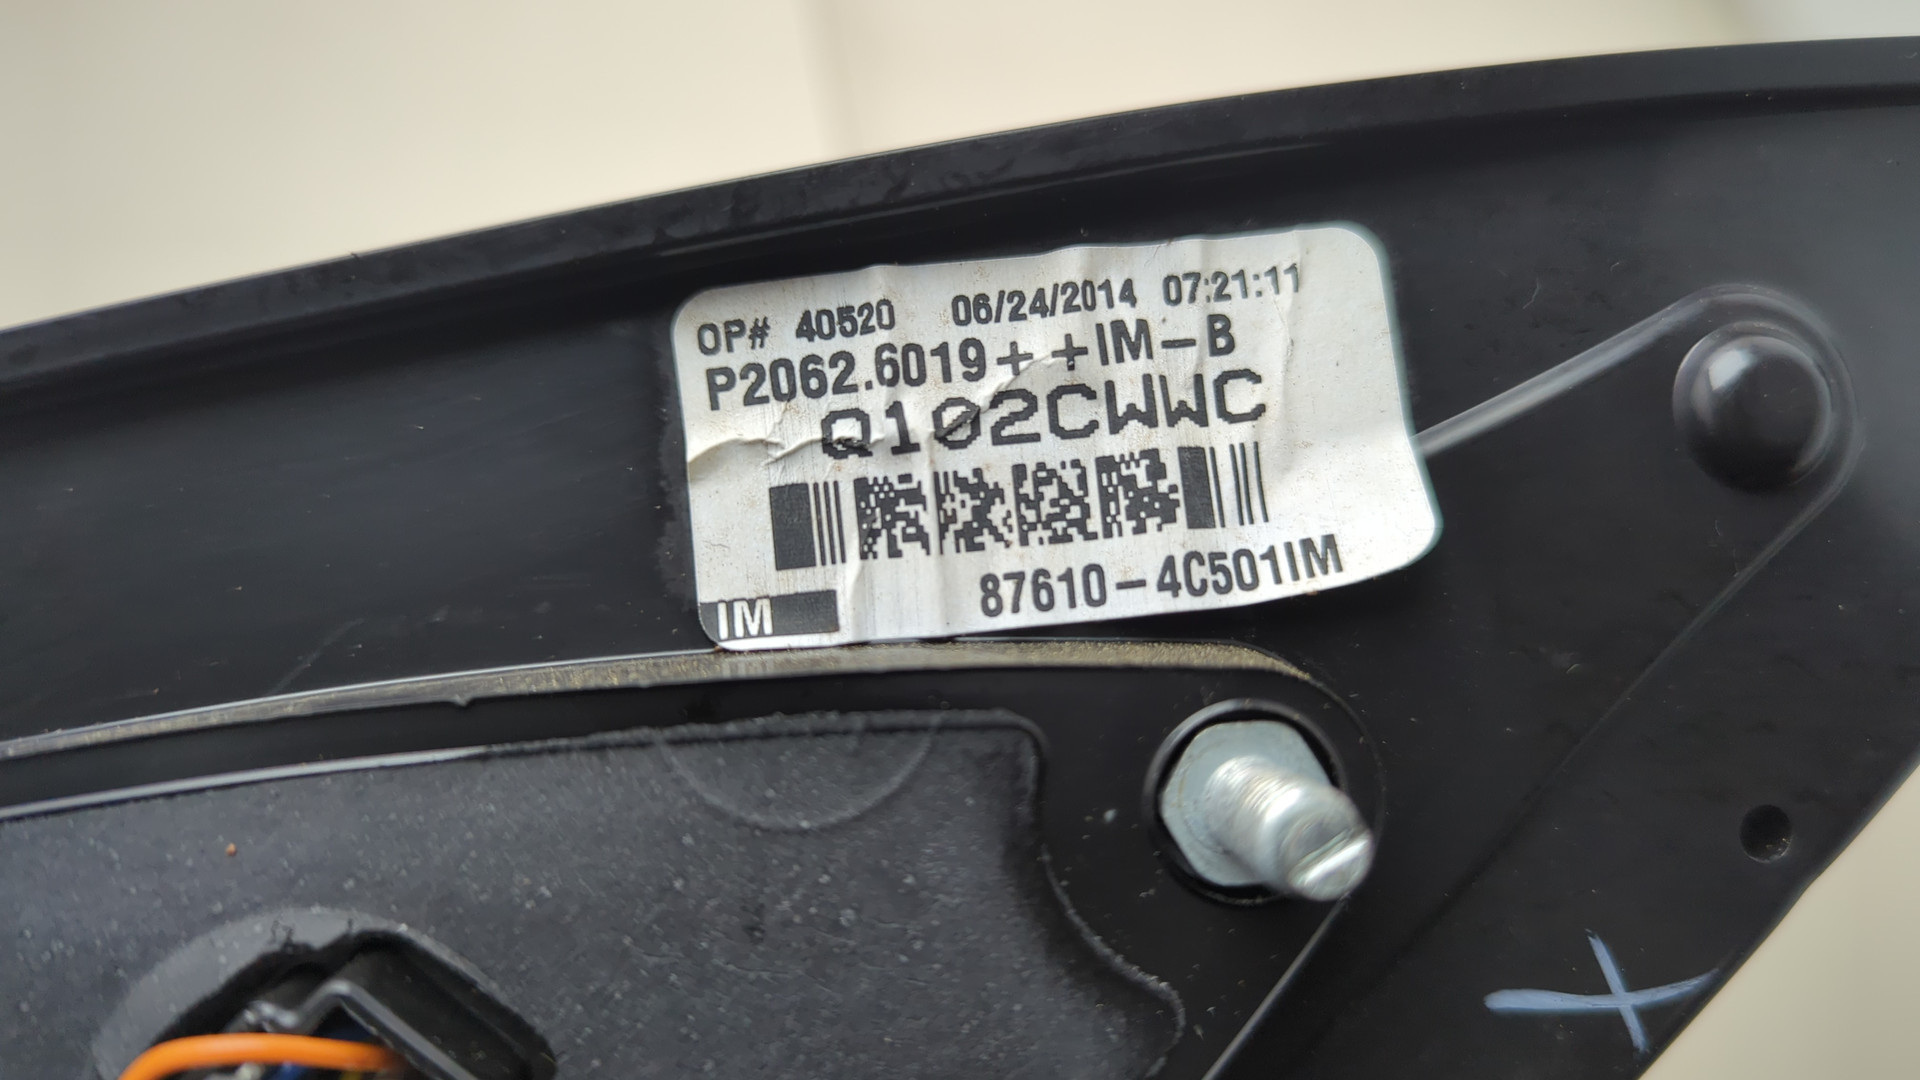 OP# 40520 06/24/2014 07:21:11
P2062.6019++IM-B
Q102CWWC
87610-4C501IM
IM